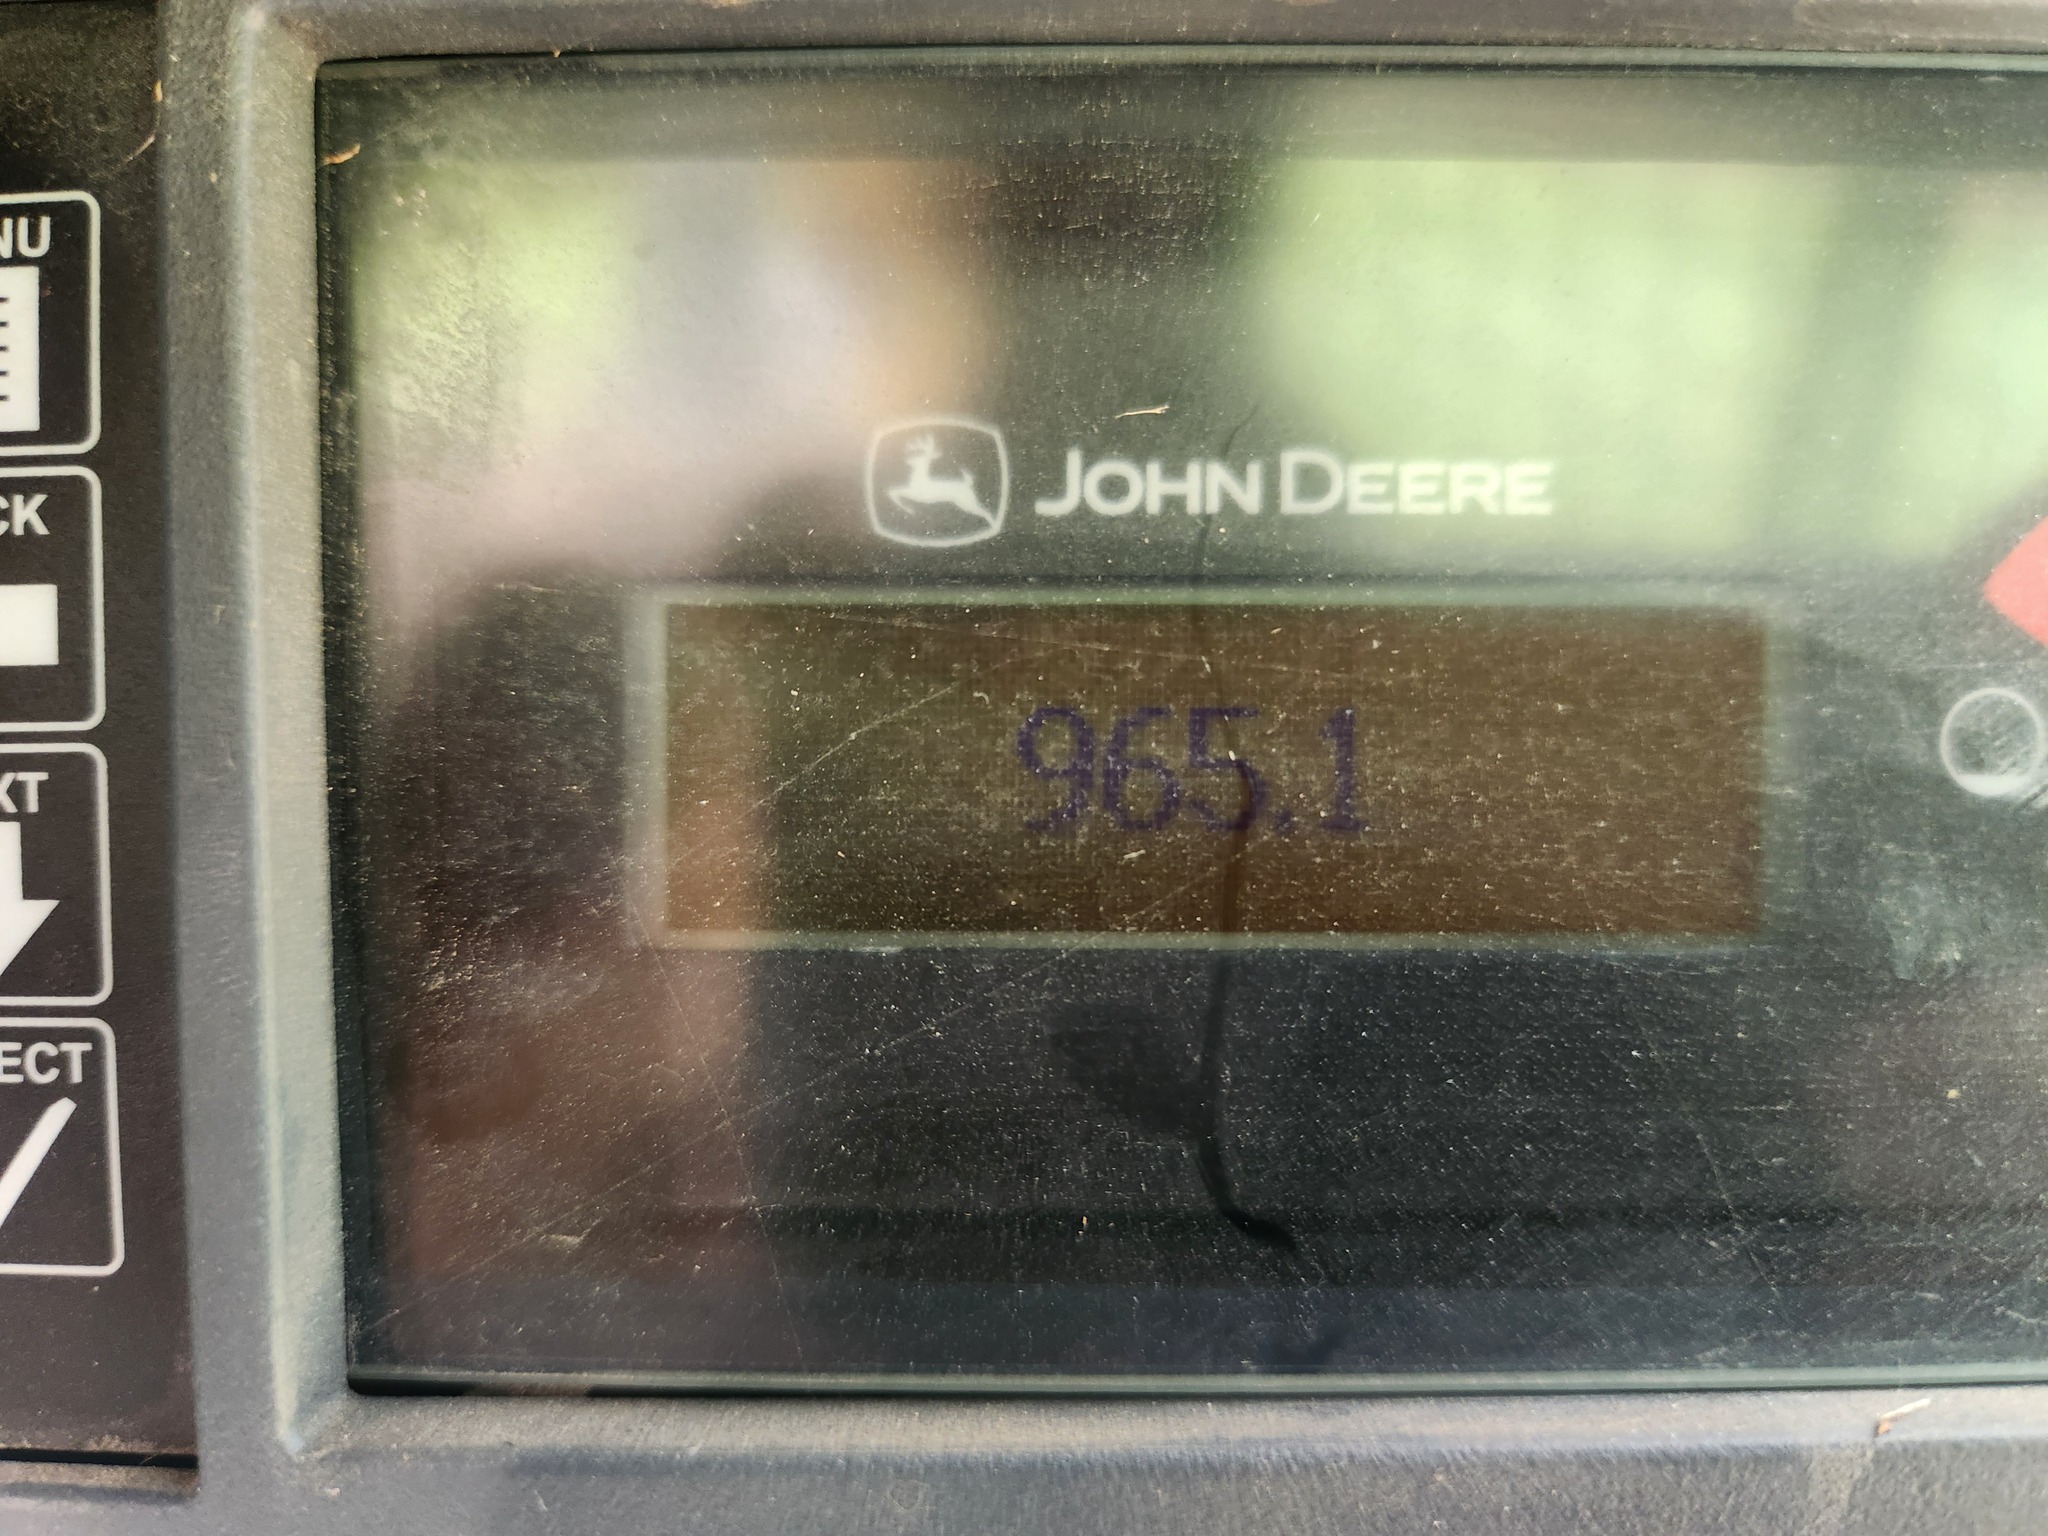 JOHN DEERE
965.1
NU
CK
XT
ECT